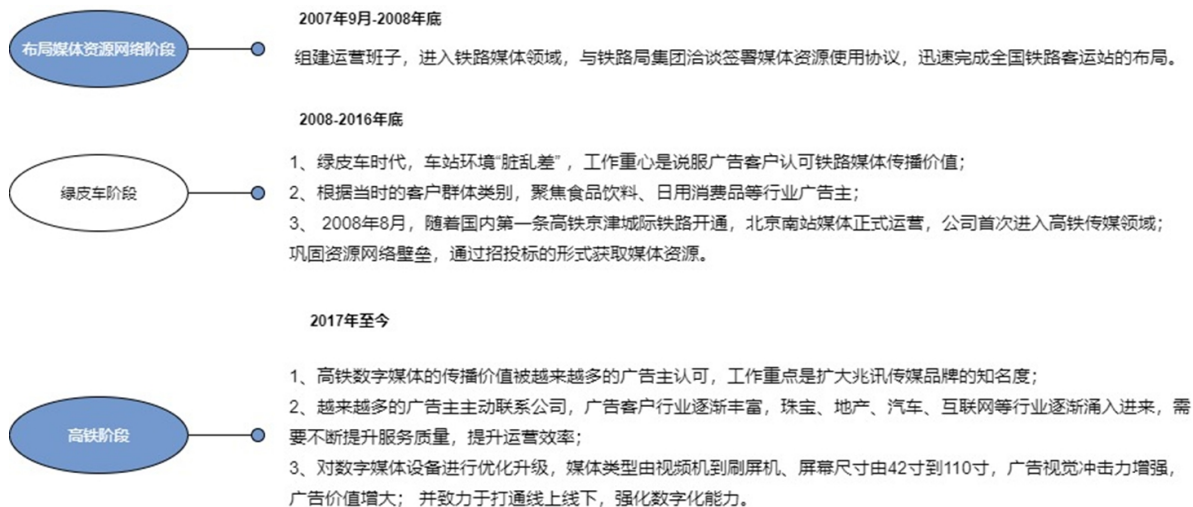 2007年9月-2008年底
布局媒体资源网络阶段
组建运营班子，进入铁路媒体领域，与铁路局集团洽谈签署媒体资源使用协议，迅速完成全国铁路客运站的布局。
2008-2016年底
1、绿皮车时代，车站环境“脏乱差”，工作重心是说服广告客户认可铁路媒体传播价值；
绿皮车阶段
2、根据当时的客户群体类别，聚焦食品饮料、日用消费品等行业广告主；
3、 2008年8月，随着国内第一条高铁京津城际铁路开通，北京南站媒体正式运营，公司首次进入高铁传媒领域；
巩固资源网络壁垒，通过招投标的形式获取媒体资源。
2017年至今
1、高铁数字媒体的传播价值被越来越多的广告主认可，工作重点是扩大兆讯传媒品牌的知名度；
2、越来越多的广告主主动联系公司，广告客户行业逐渐丰富，珠宝、地产、汽车、互联网等行业逐渐涌入进来，需
高铁阶段
要不断提升服务质量，提升运营效率；
3、对数字媒体设备进行优化升级，媒体类型由视频机到刷屏机、屏幕尺寸由42寸到110寸，广告视觉冲击力增强，
广告价值增大； 并致力于打通线上线下，强化数字化能力。